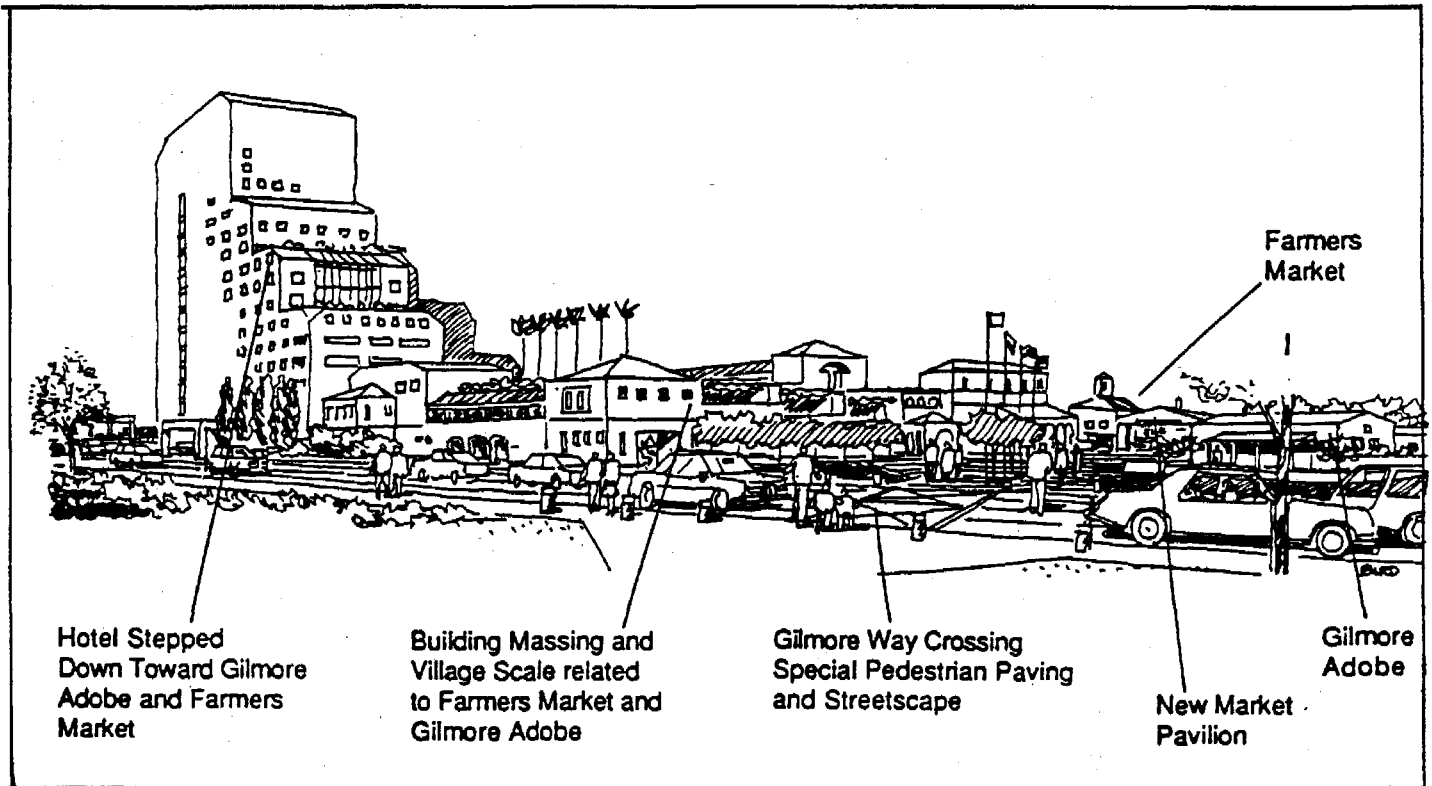 Farmers
Market
Hotel Stepped
Down Toward Gilmore
Adobe and Farmers
Market
Building Massing and
Village Scale related
to Farmers Market and
Gilmore Adobe
Gilmore Way Crossing
Special Pedestrian Paving
and Streetscape
New Market
Pavilion
Gilmore
Adobe